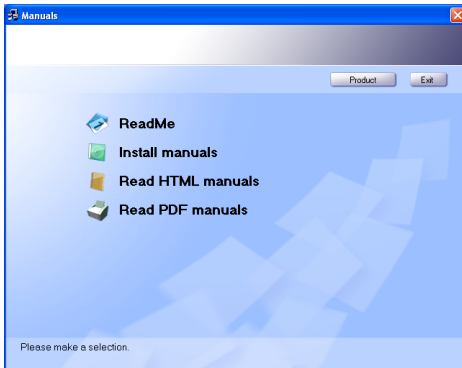 Manuals
Product Exit
ReadMe
Install manuals
Read HTML manuals
Read PDF manuals
Please make a selection.